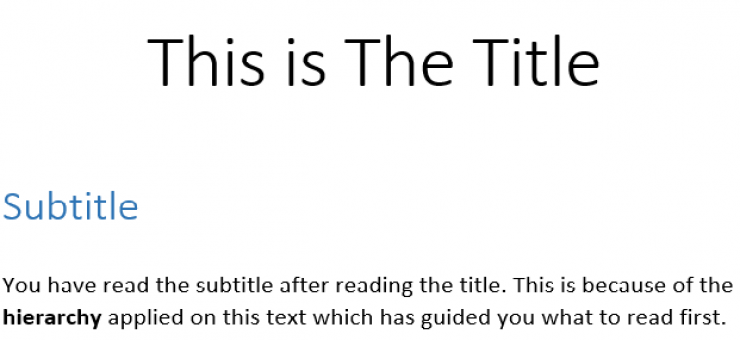 This is The Title
Subtitle
You have read the subtitle after reading the title. This is because of the
hierarchy applied on this text which has guided you what to read first.